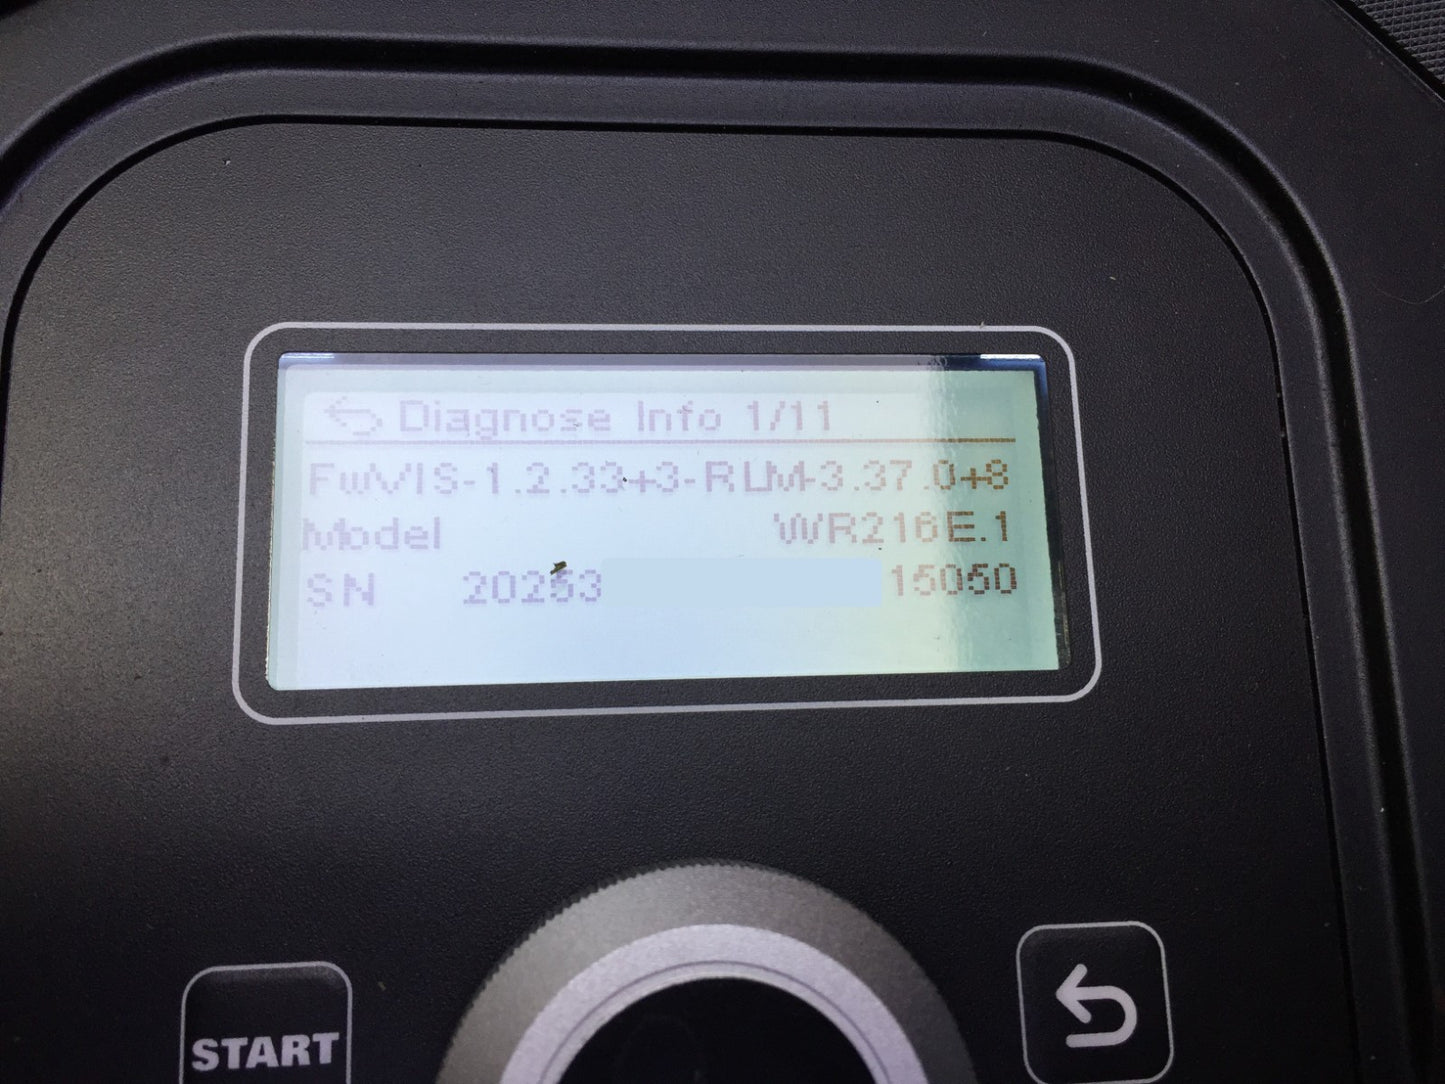 Diagnose Info 1/11
FwVIS-1.2.33+3-RLM-3.37.0+8
Model WR216E.1
SN 20253 15050
START